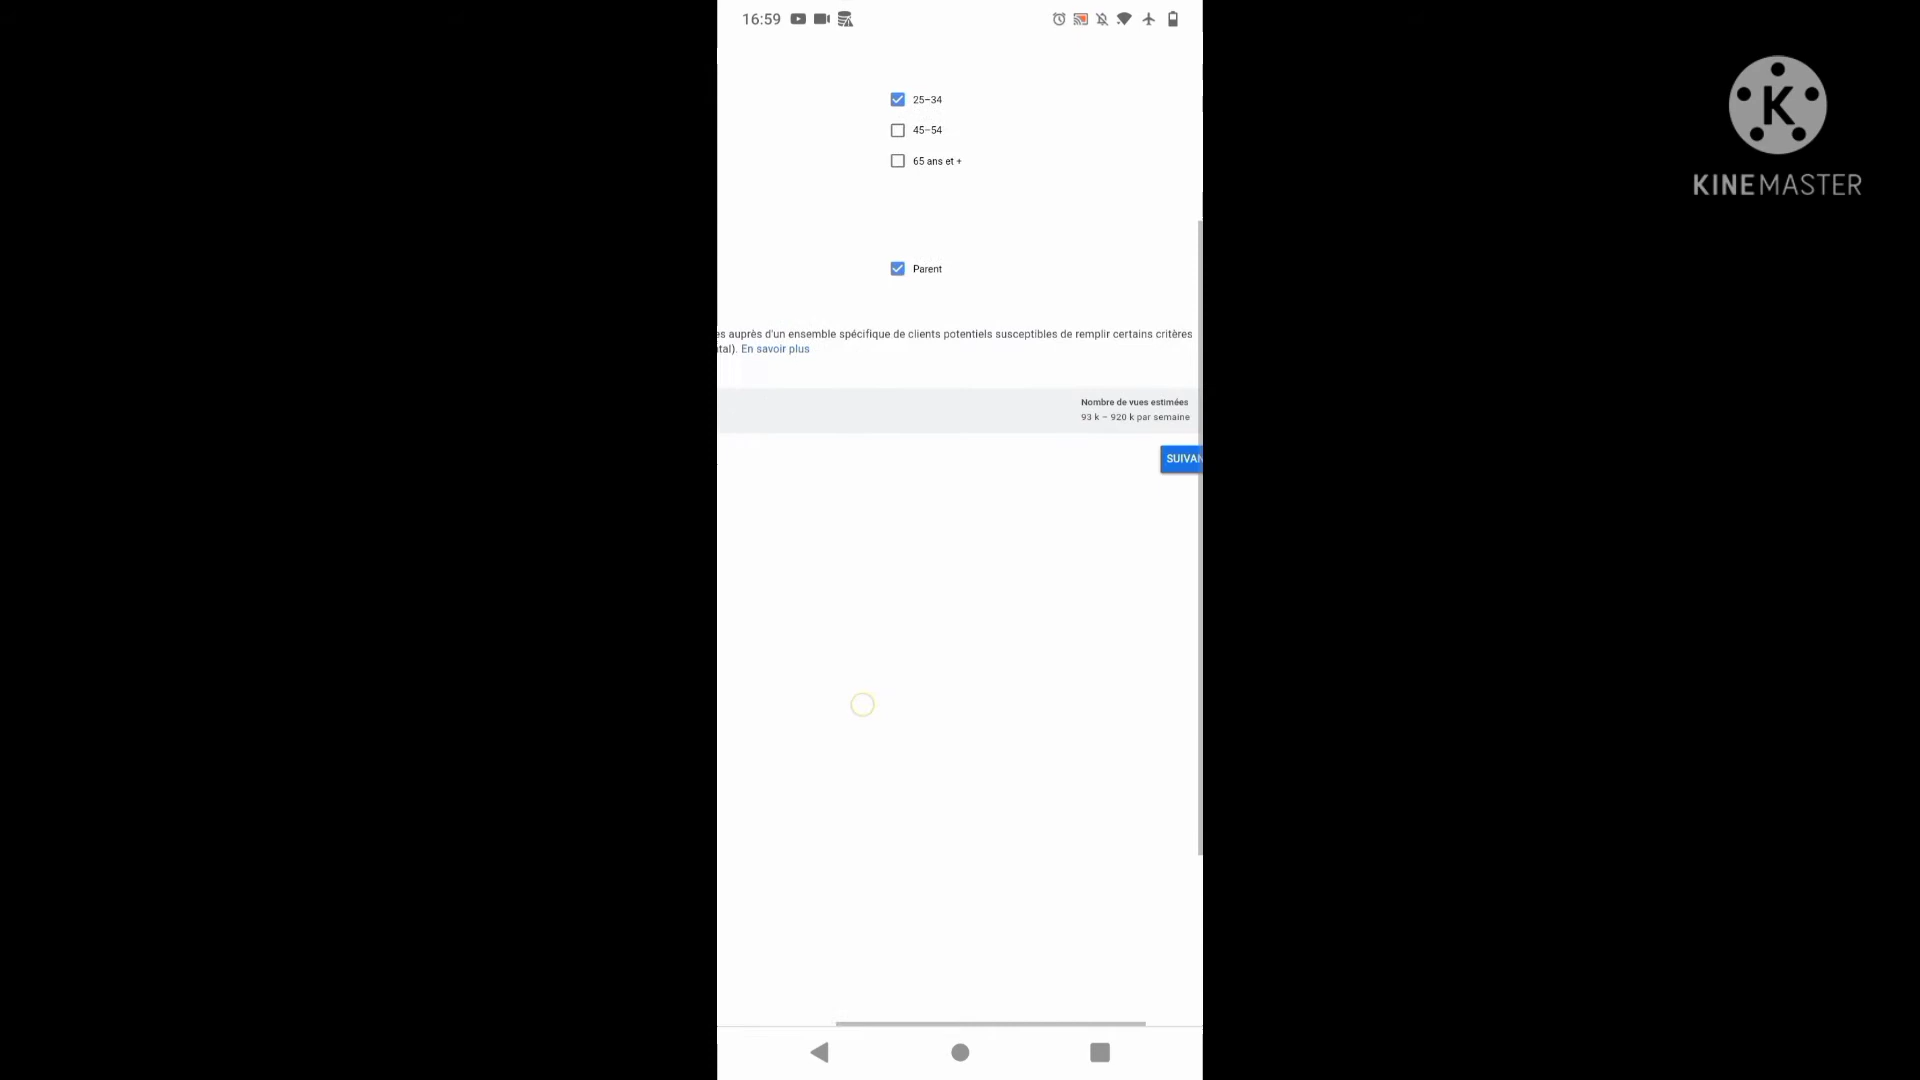 16:59
K
KINEMASTER
25–34
45–54
65 ans et +
Parent
es auprès d'un ensemble spécifique de clients potentiels susceptibles de remplir certains critères
tal). En savoir plus
Nombre de vues estimées
93 k – 920 k par semaine
SUIVAN